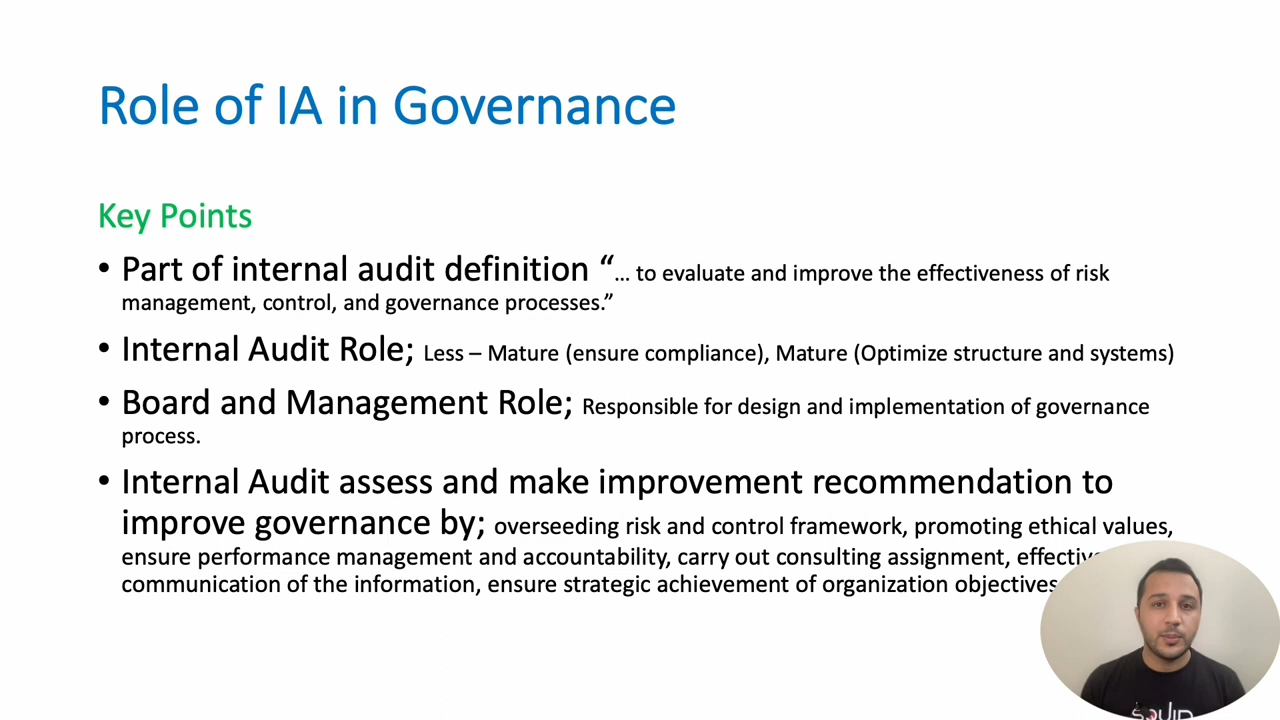 Role of IA in Governance
Key Points
• Part of internal audit definition “... to evaluate and improve the effectiveness of risk
management, control, and governance processes.”
• Internal Audit Role; Less – Mature (ensure compliance), Mature (Optimize structure and systems)
• Board and Management Role; Responsible for design and implementation of governance
process.
• Internal Audit assess and make improvement recommendation to
improve governance by; overseeding risk and control framework, promoting ethical values,
ensure performance management and accountability, carry out consulting assignment,
communication of the information, ensure strategic achievement of organization objectives